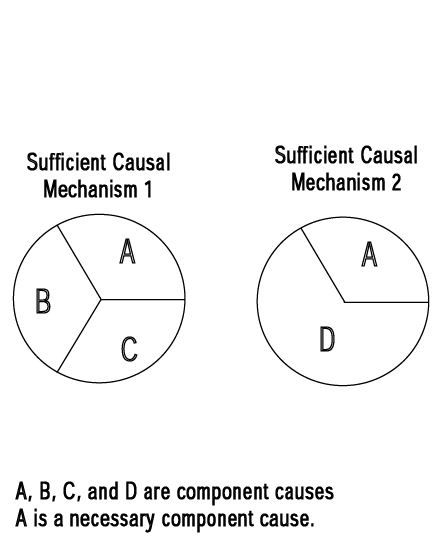 Sufficient Causal
Mechanism 1
Sufficient Causal
Mechanism 2
A
B
C
A
D
A, B, C, and D are component causes
A is a necessary component cause.